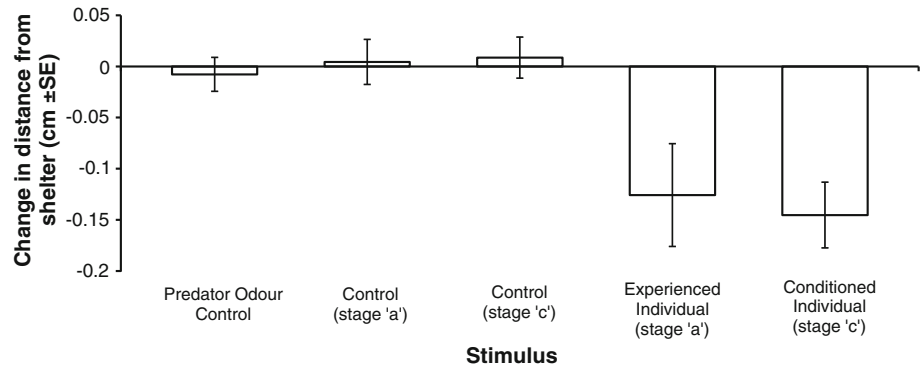 Change in distance from
shelter (cm ±SE)
0.05
0
-0.05
-0.1
-0.15
-0.2
Predator Odour
Control
Control
(stage 'a')
Control
(stage 'c')
Experienced
Individual
(stage 'a')
Conditioned
Individual
(stage 'c')
Stimulus